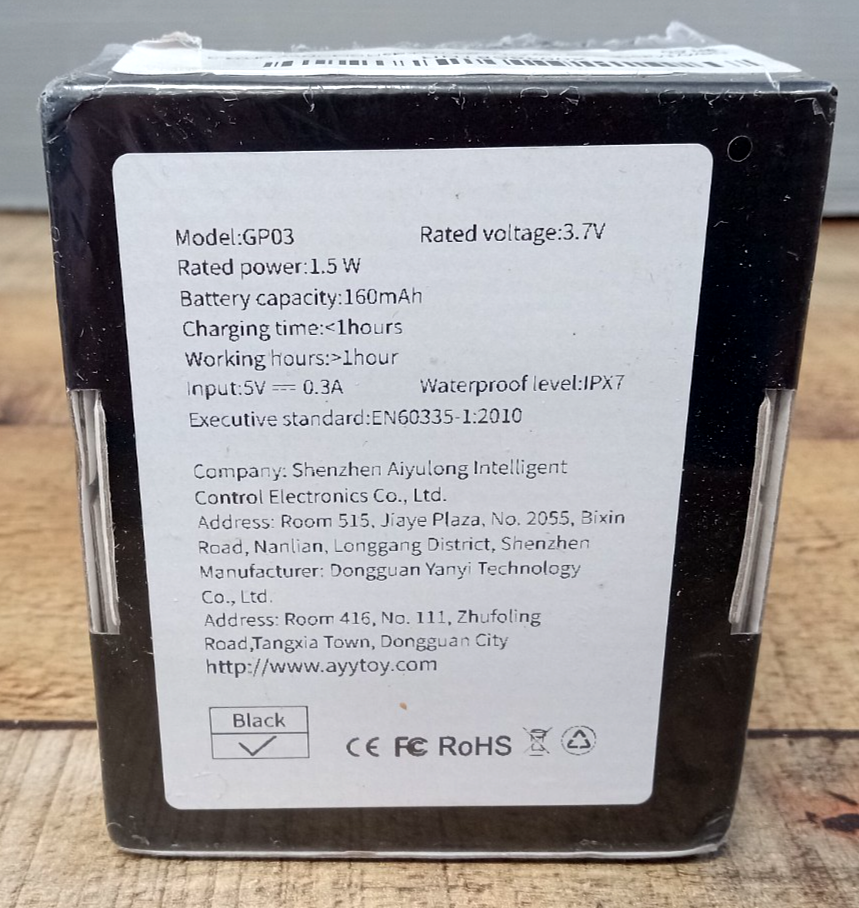 Model:GP03 Rated voltage:3.7V
Rated power:1.5 W
Battery capacity:160mAh
Charging time:<1hours
Working hours:>1hour
Input:5V ⎓ 0.3A Waterproof level:IPX7
Executive standard:EN60335-1:2010
Company: Shenzhen Aiyulong Intelligent
Control Electronics Co., Ltd.
Address: Room 515, Jiaye Plaza, No. 2055, Bixin
Road, Nanlian, Longgang District, Shenzhen
Manufacturer: Dongguan Yanyi Technology
Co., Ltd.
Address: Room 416, No. 111, Zhufoling
Road,Tangxia Town, Dongguan City
http://www.ayytoy.com
Black
CE FC RoHS